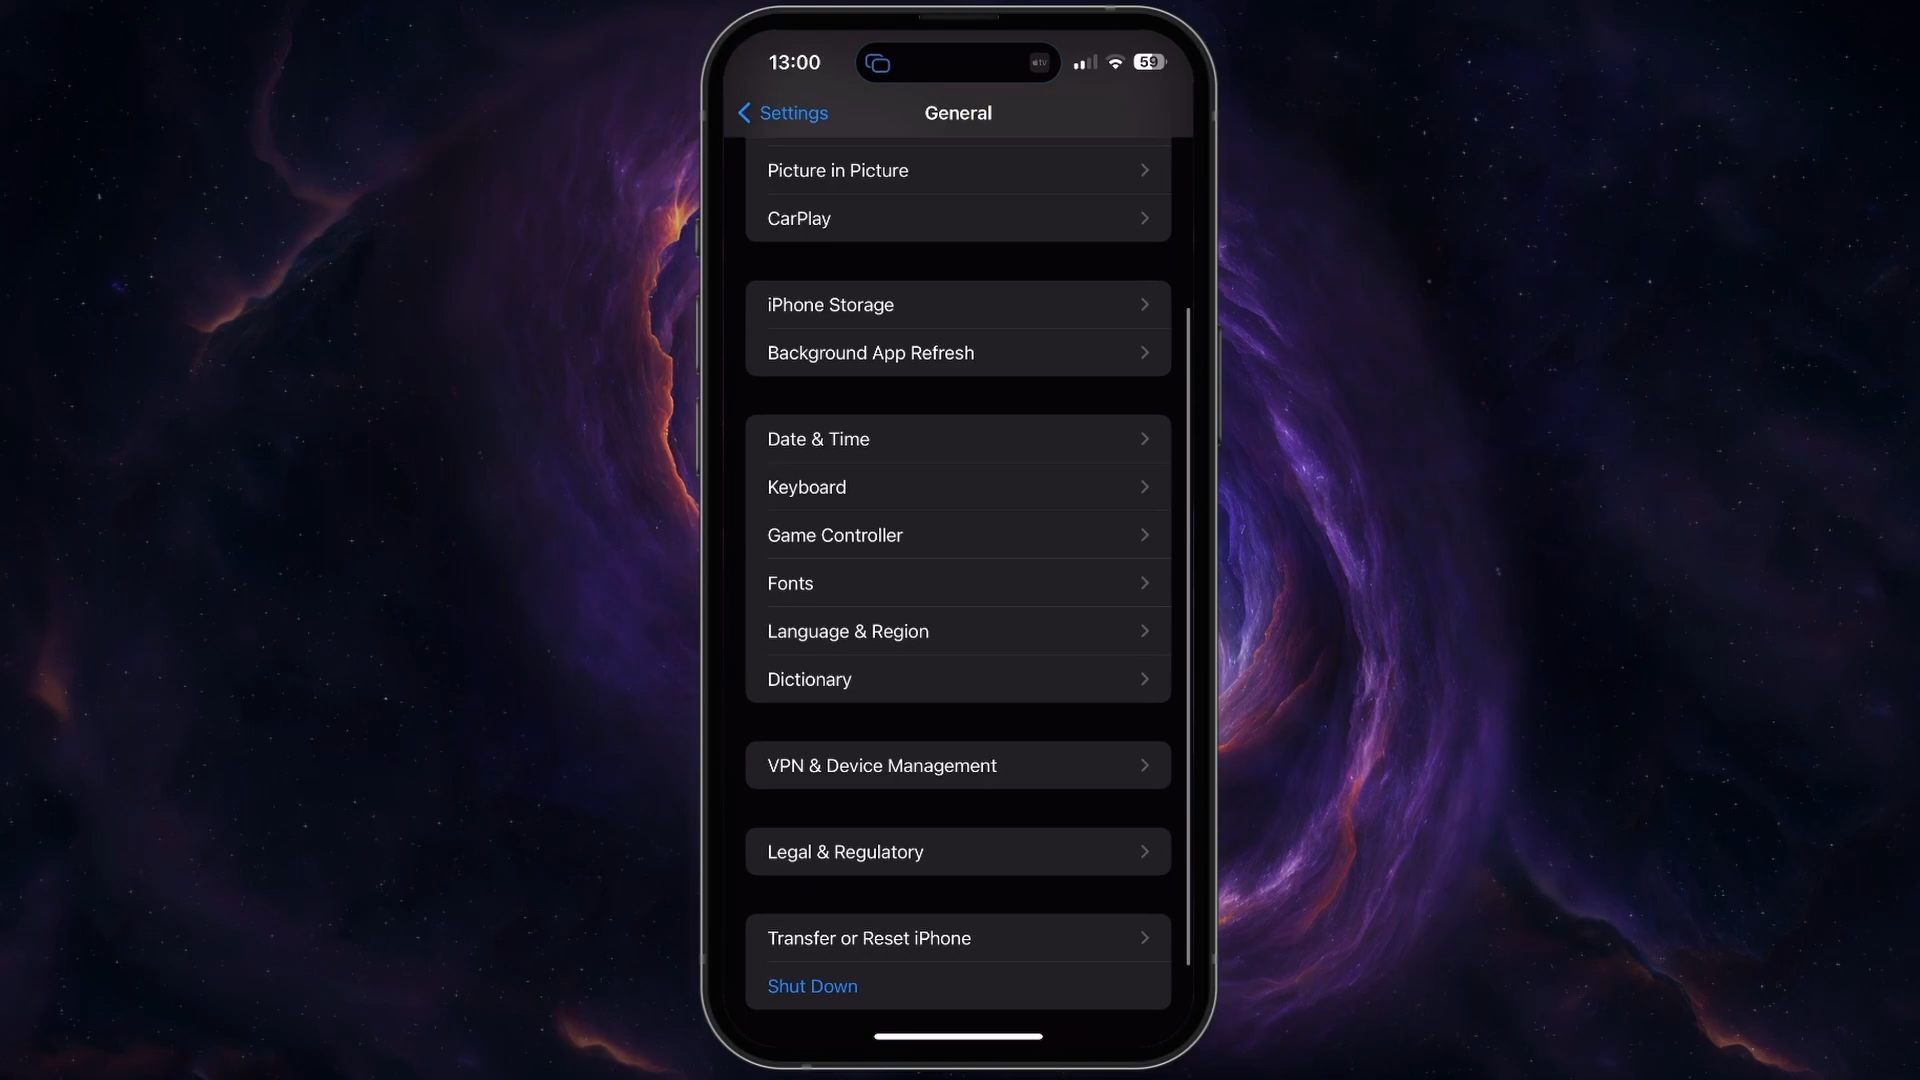 13:00
tv
59
Settings
General
Picture in Picture
CarPlay
iPhone Storage
Background App Refresh
Date & Time
Keyboard
Game Controller
Fonts
Language & Region
Dictionary
VPN & Device Management
Legal & Regulatory
Transfer or Reset iPhone
Shut Down